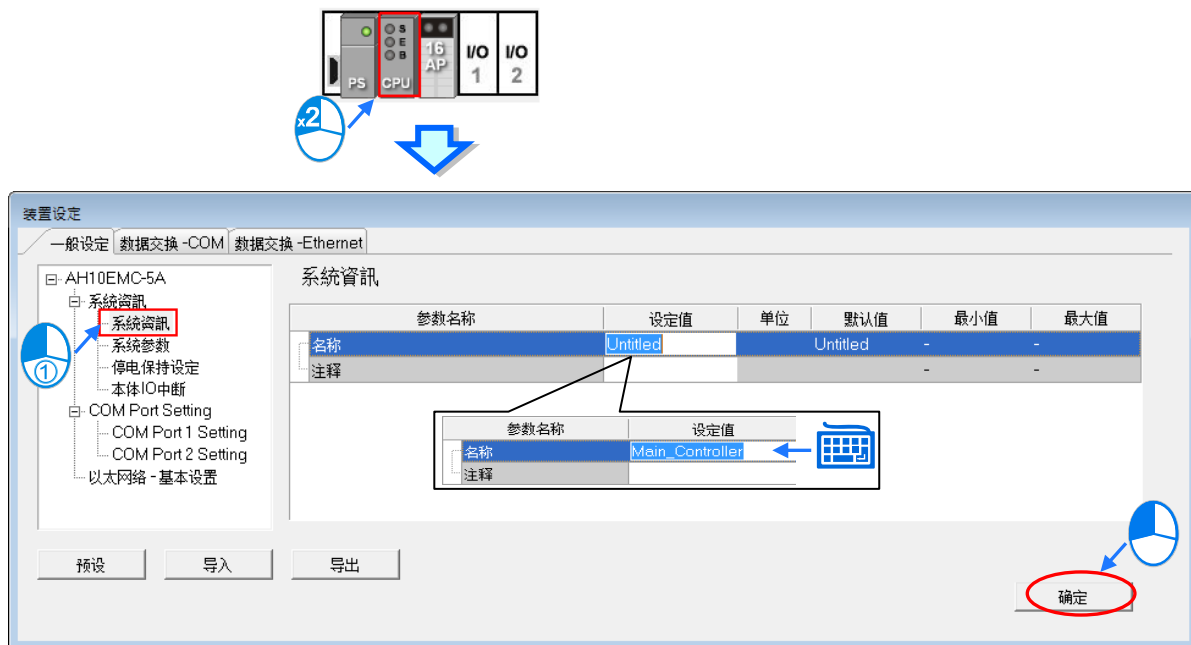 S
E
B
PS
CPU
16
AP
I/O
1
I/O
2
x2
装置设定
一般设定 数据交换 -COM 数据交换 -Ethernet
AH10EMC-5A
系统資訊
系统資訊
系统参数
停电保持设定
本体IO中断
COM Port Setting
COM Port 1 Setting
COM Port 2 Setting
以太网络 - 基本设置
1
系統資訊
参数名称 设定值 单位 默认值 最小值 最大值
名称 Untitled Untitled - -
注释 - -
参数名称 设定值
名称 Main_Controller
注释
预设 导入 导出
确定